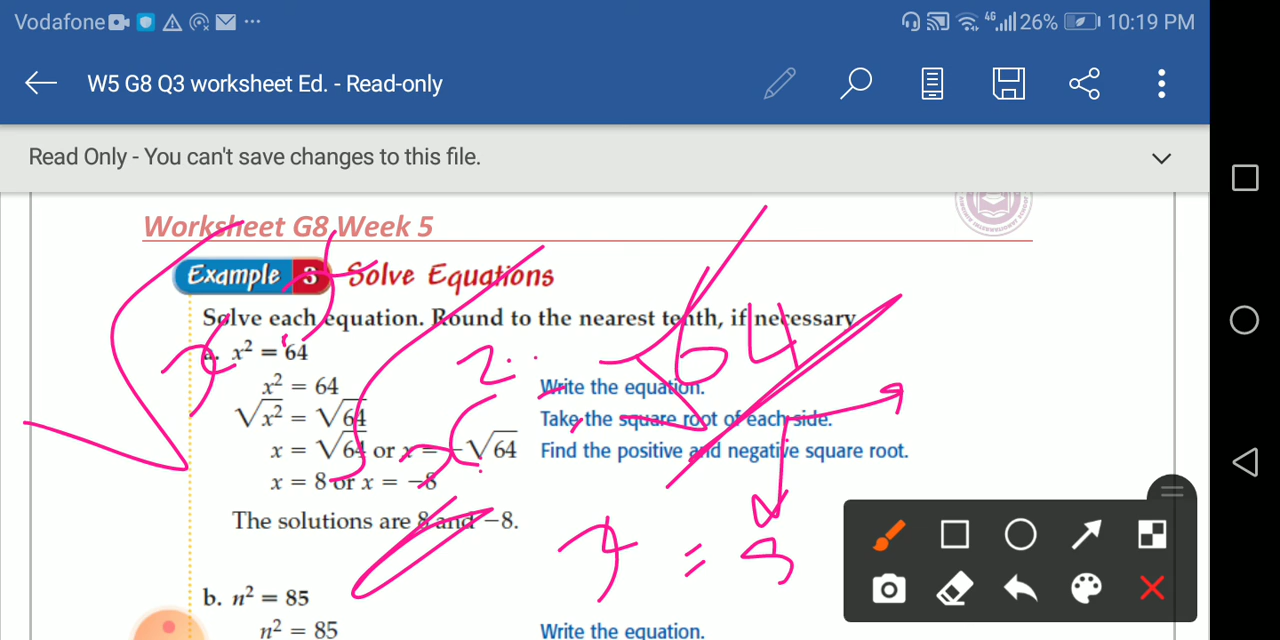 Vodafone 4G 26% 10:19 PM
W5 G8 Q3 worksheet Ed. - Read-only
Read Only - You can't save changes to this file.
Worksheet G8 Week 5
Example 3 Solve Equations
Solve each equation. Round to the nearest tenth, if necessary
a. x² = 64
x² = 64 Write the equation.
√x² = √64 Take the square root of each side.
x = √64 or x = −√64 Find the positive and negative square root.
x = 8 or x = −8
The solutions are 8 and −8.
64
b. n² = 85
n² = 85 Write the equation.